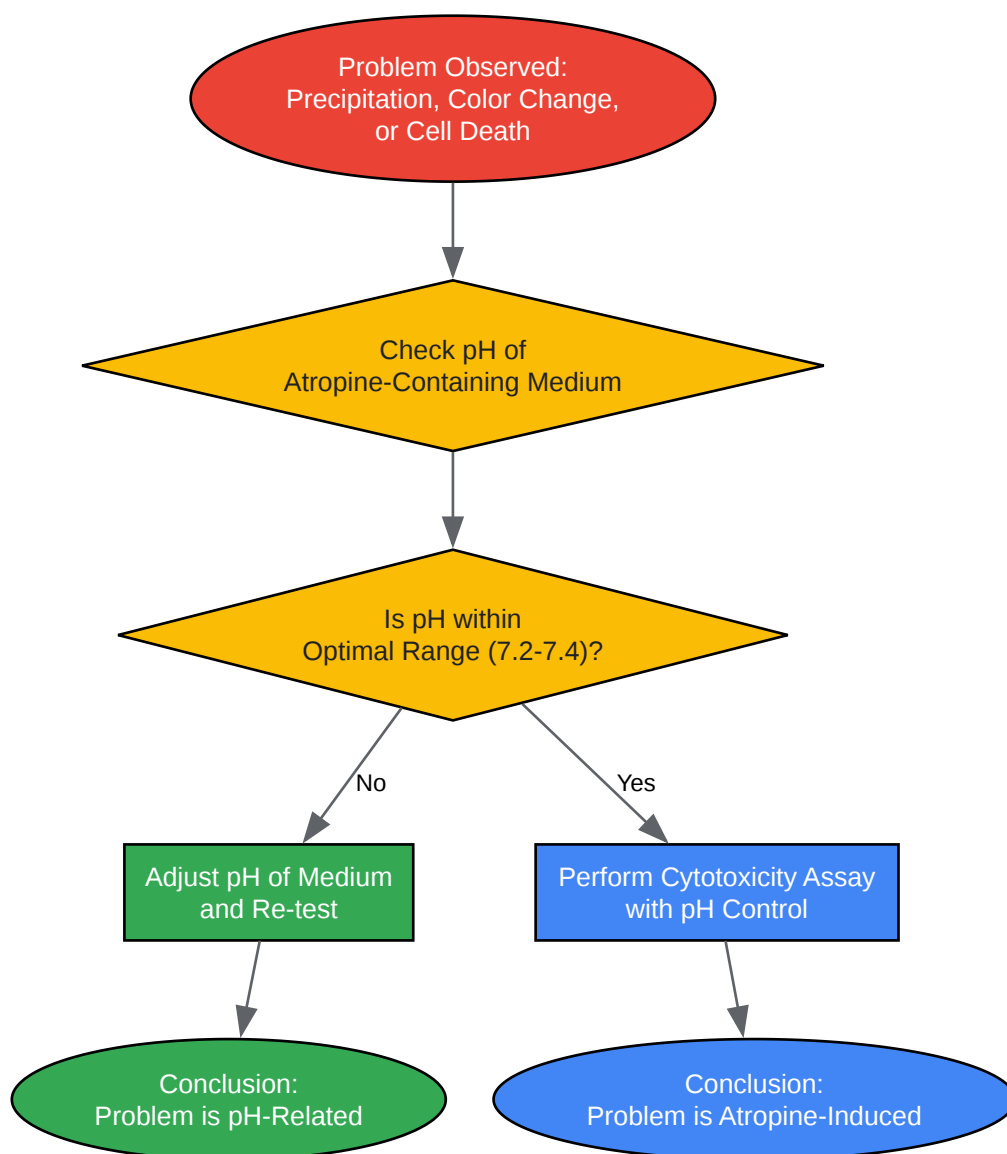 Problem Observed:
Precipitation, Color Change,
or Cell Death
Check pH of
Atropine-Containing Medium
Is pH within
Optimal Range (7.2-7.4)?
No
Yes
Adjust pH of Medium
and Re-test
Perform Cytotoxicity Assay
with pH Control
Conclusion:
Problem is pH-Related
Conclusion:
Problem is Atropine-Induced